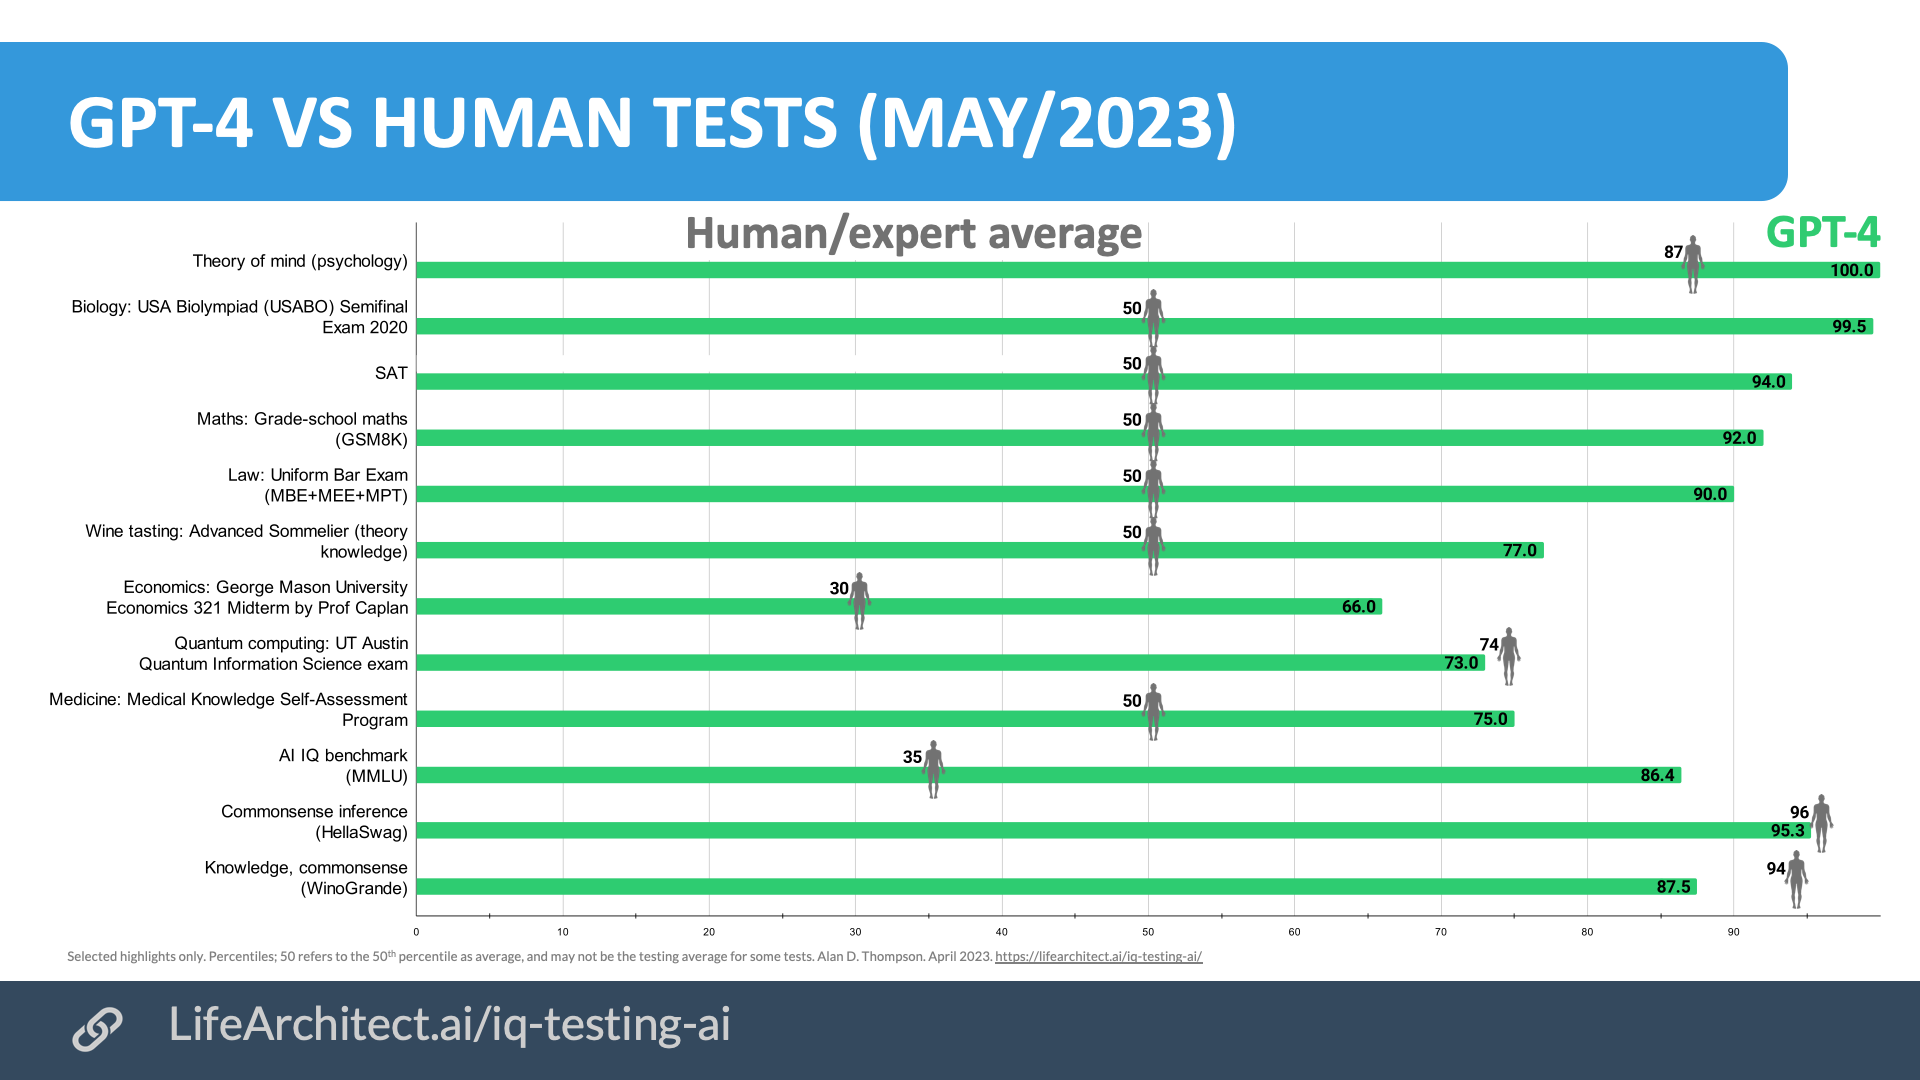 GPT-4 VS HUMAN TESTS (MAY/2023)
Human/expert average
GPT-4
Theory of mind (psychology)
87
100.0
Biology: USA Biolympiad (USABO) Semifinal
Exam 2020
50
99.5
SAT
50
94.0
Maths: Grade-school maths
(GSM8K)
50
92.0
Law: Uniform Bar Exam
(MBE+MEE+MPT)
50
90.0
Wine tasting: Advanced Sommelier (theory
knowledge)
50
77.0
Economics: George Mason University
Economics 321 Midterm by Prof Caplan
30
66.0
Quantum computing: UT Austin
Quantum Information Science exam
74
73.0
Medicine: Medical Knowledge Self-Assessment
Program
50
75.0
AI IQ benchmark
(MMLU)
35
86.4
Commonsense inference
(HellaSwag)
96
95.3
Knowledge, commonsense
(WinoGrande)
94
87.5
0 10 20 30 40 50 60 70 80 90
Selected highlights only. Percentiles; 50 refers to the 50th percentile as average, and may not be the testing average for some tests. Alan D. Thompson. April 2023. https://lifearchitect.ai/iq-testing-ai/
LifeArchitect.ai/iq-testing-ai